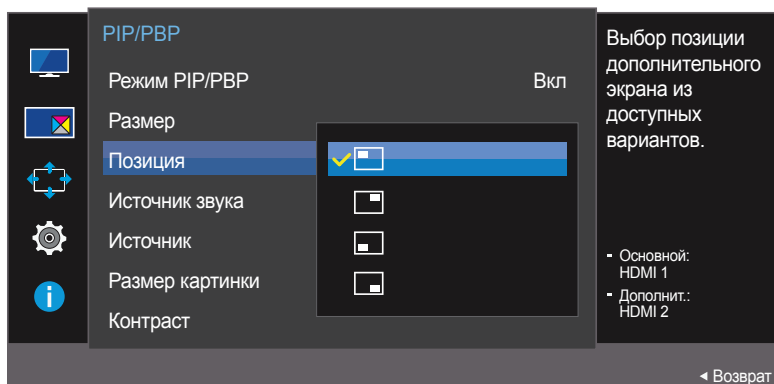 PIP/PBP
Режим PIP/PBP Вкл
Размер
Позиция
Источник звука
Источник
Размер картинки
Контраст
Выбор позиции
дополнительного
экрана из
доступных
вариантов.
- Основной:
HDMI 1
- Дополнит.:
HDMI 2
◄ Возврат